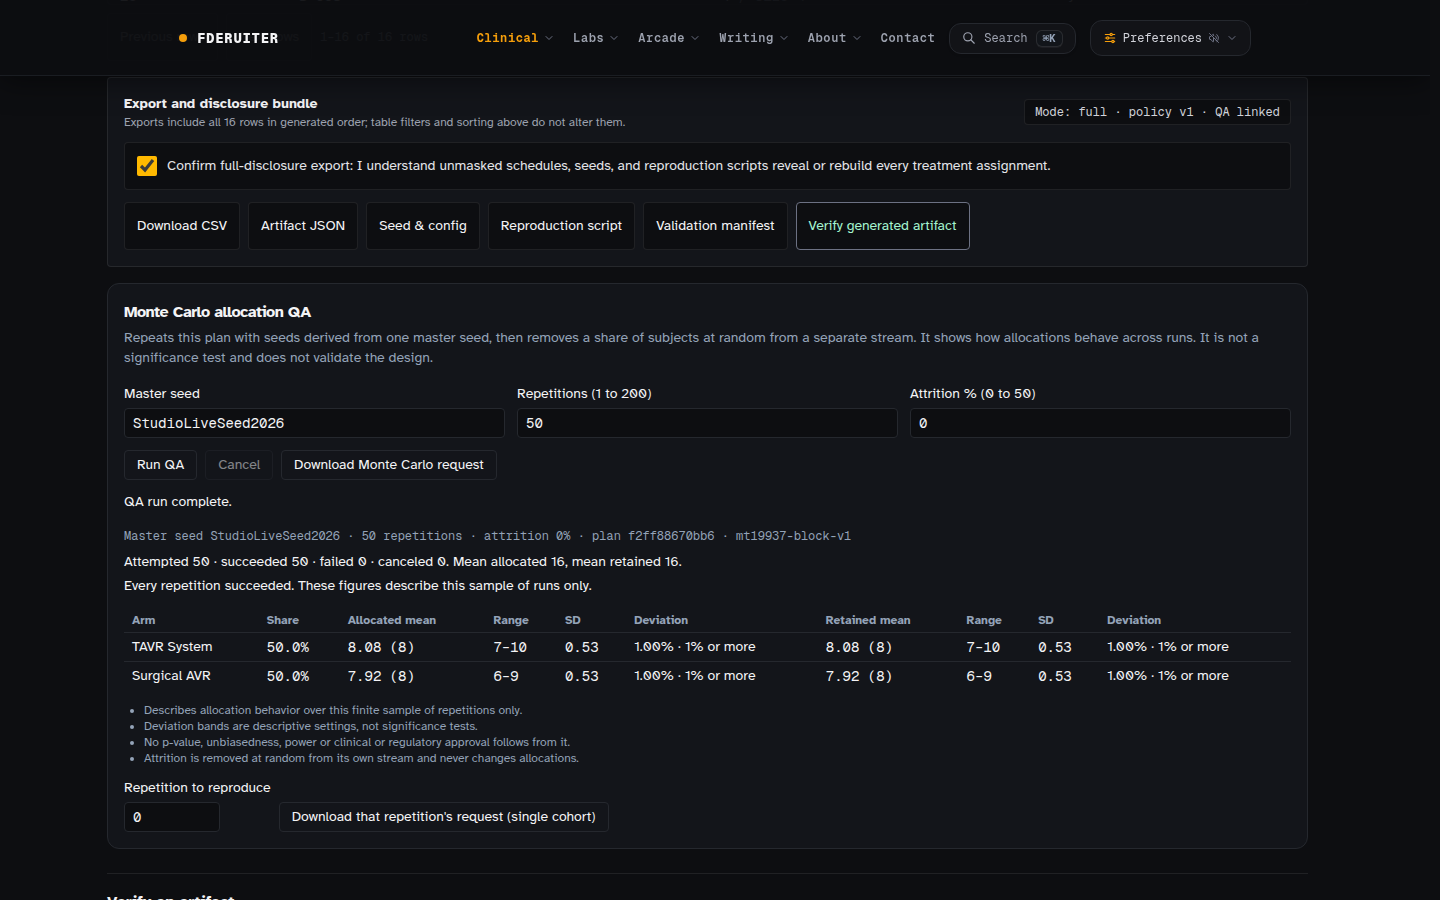 FDERUITER
Clinical
Labs
Arcade
Writing
About
Contact
Search ⌘K
Preferences
Export and disclosure bundle
Exports include all 16 rows in generated order; table filters and sorting above do not alter them.
Mode: full · policy v1 · QA linked
Confirm full-disclosure export: I understand unmasked schedules, seeds, and reproduction scripts reveal or rebuild every treatment assignment.
Download CSV
Artifact JSON
Seed & config
Reproduction script
Validation manifest
Verify generated artifact
Monte Carlo allocation QA
Repeats this plan with seeds derived from one master seed, then removes a share of subjects at random from a separate stream. It shows how allocations behave across runs. It is not a
significance test and does not validate the design.
Master seed
Repetitions (1 to 200)
Attrition % (0 to 50)
StudioLiveSeed2026
50
0
Run QA
Cancel
Download Monte Carlo request
QA run complete.
Master seed StudioLiveSeed2026 · 50 repetitions · attrition 0% · plan f2ff88670bb6 · mt19937-block-v1
Attempted 50 · succeeded 50 · failed 0 · canceled 0. Mean allocated 16, mean retained 16.
Every repetition succeeded. These figures describe this sample of runs only.
Arm Share Allocated mean Range SD Deviation Retained mean Range SD Deviation
TAVR System 50.0% 8.08 (8) 7–10 0.53 1.00% · 1% or more 8.08 (8) 7–10 0.53 1.00% · 1% or more
Surgical AVR 50.0% 7.92 (8) 6–9 0.53 1.00% · 1% or more 7.92 (8) 6–9 0.53 1.00% · 1% or more
Describes allocation behavior over this finite sample of repetitions only.
Deviation bands are descriptive settings, not significance tests.
No p-value, unbiasedness, power or clinical or regulatory approval follows from it.
Attrition is removed at random from its own stream and never changes allocations.
Repetition to reproduce
0
Download that repetition's request (single cohort)
Verify an artifact